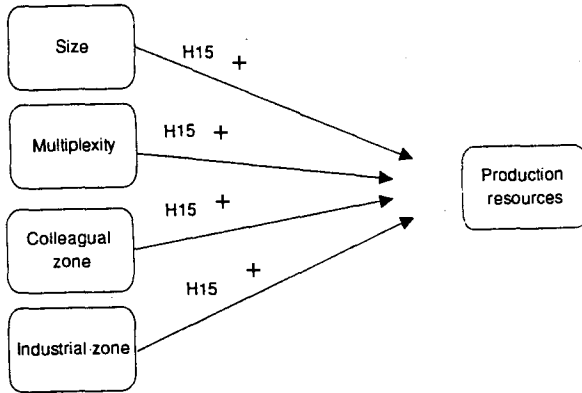 Size
H15 +
Multiplexity
H15 +
Production
resources
H15 +
Colleagual
zone
H15 +
Industrial zone